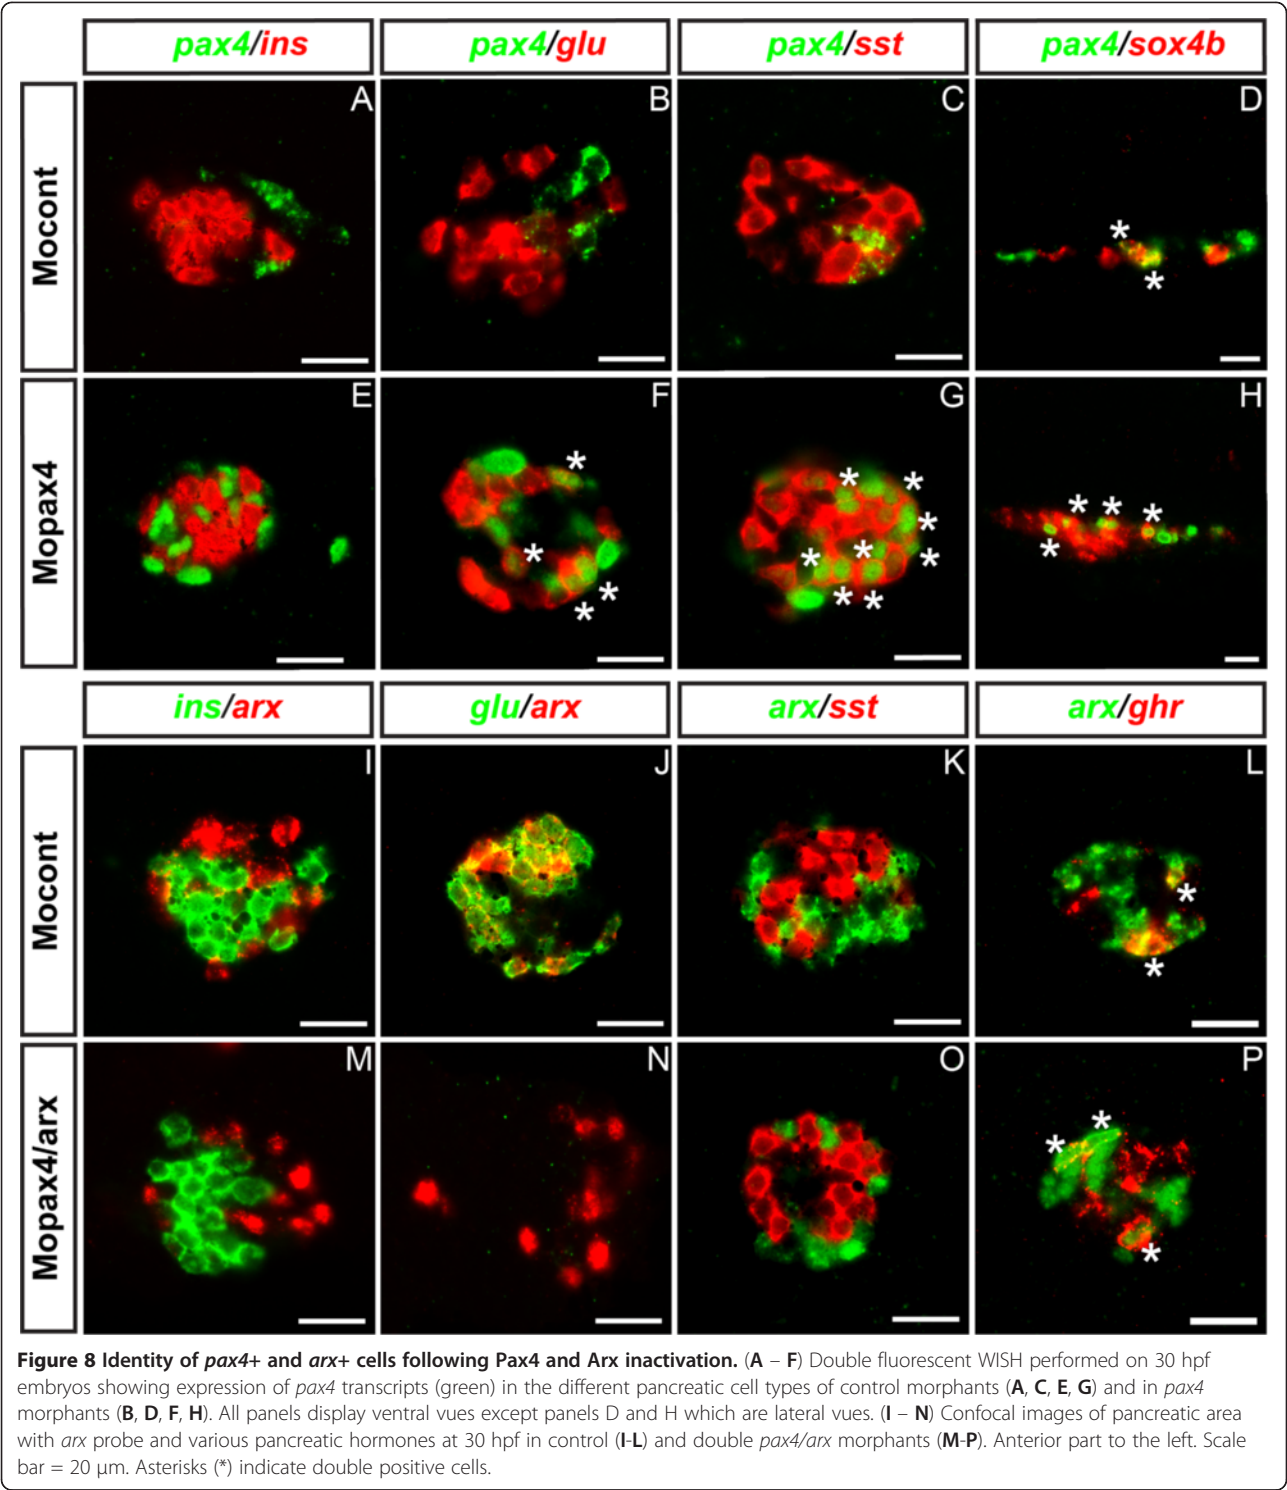 pax4/ins pax4/glu pax4/sst pax4/sox4b
Mocont
A B C D
* *
Mopax4
E F G H
* * * *
* * * * * * * *
* * * *
ins/arx glu/arx arx/sst arx/ghr
Mocont
I J K L
* *
Mopax4/arx
M N O P
* * *
Figure 8 Identity of pax4+ and arx+ cells following Pax4 and Arx inactivation. (A – F) Double fluorescent WISH performed on 30 hpf
embryos showing expression of pax4 transcripts (green) in the different pancreatic cell types of control morphants (A, C, E, G) and in pax4
morphants (B, D, F, H). All panels display ventral vues except panels D and H which are lateral vues. (I – N) Confocal images of pancreatic area
with arx probe and various pancreatic hormones at 30 hpf in control (I-L) and double pax4/arx morphants (M-P). Anterior part to the left. Scale
bar = 20 μm. Asterisks (*) indicate double positive cells.